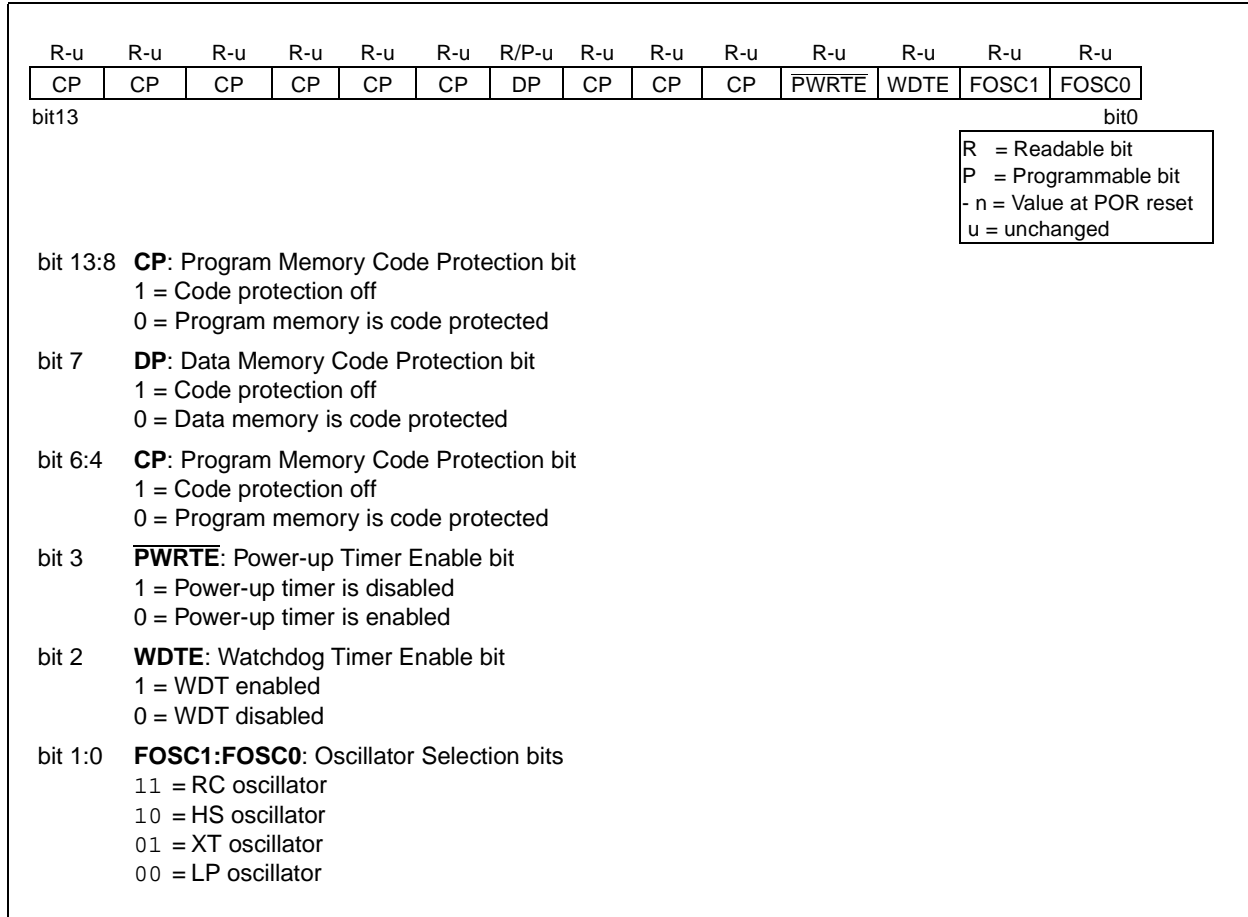 R-u R-u R-u R-u R-u R-u R/P-u R-u R-u R-u R-u R-u R-u R-u
CP CP CP CP CP CP DP CP CP CP PWRTE WDTE FOSC1 FOSC0
bit13 bit0
R = Readable bit
P = Programmable bit
- n = Value at POR reset
u = unchanged
bit 13:8 CP: Program Memory Code Protection bit
1 = Code protection off
0 = Program memory is code protected
bit 7 DP: Data Memory Code Protection bit
1 = Code protection off
0 = Data memory is code protected
bit 6:4 CP: Program Memory Code Protection bit
1 = Code protection off
0 = Program memory is code protected
bit 3 PWRTE: Power-up Timer Enable bit
1 = Power-up timer is disabled
0 = Power-up timer is enabled
bit 2 WDTE: Watchdog Timer Enable bit
1 = WDT enabled
0 = WDT disabled
bit 1:0 FOSC1:FOSC0: Oscillator Selection bits
11 = RC oscillator
10 = HS oscillator
01 = XT oscillator
00 = LP oscillator